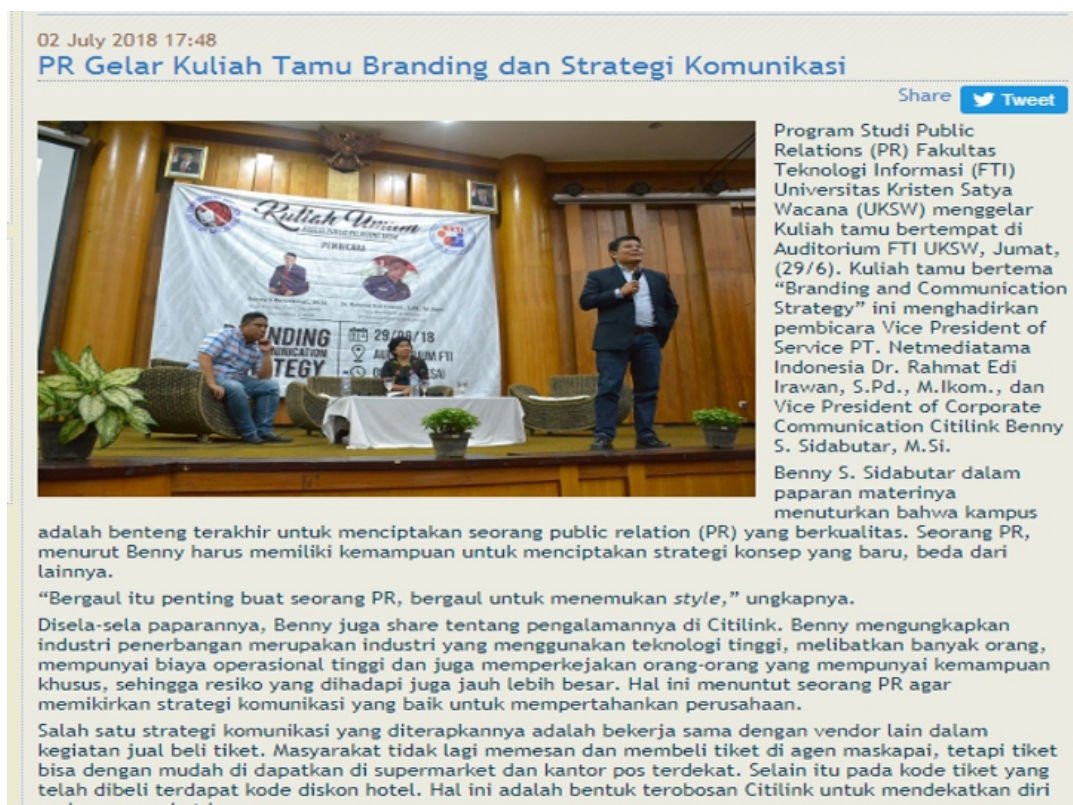 02 July 2018 17:48
PR Gelar Kuliah Tamu Branding dan Strategi Komunikasi
Share
Tweet
Kuliah Umum
PEMBICARA
29/06/18
Program Studi Public
Relations (PR) Fakultas
Teknologi Informasi (FTI)
Universitas Kristen Satya
Wacana (UKSW) menggelar
Kuliah tamu bertempat di
Auditorium FTI UKSW, Jumat,
(29/6). Kuliah tamu bertema
“Branding and Communication
Strategy” ini menghadirkan
pembicara Vice President of
Service PT. Netmediatama
Indonesia Dr. Rahmat Edi
Irawan, S.Pd., M.Ikom., dan
Vice President of Corporate
Communication Citilink Benny
S. Sidabutar, M.Si.
Benny S. Sidabutar dalam
paparan materinya
menuturkan bahwa kampus
adalah benteng terakhir untuk menciptakan seorang public relation (PR) yang berkualitas. Seorang PR,
menurut Benny harus memiliki kemampuan untuk menciptakan strategi konsep yang baru, beda dari
lainnya.
“Bergaul itu penting buat seorang PR, bergaul untuk menemukan style,” ungkapnya.
Disela-sela paparannya, Benny juga share tentang pengalamannya di Citilink. Benny mengungkapkan
industri penerbangan merupakan industri yang menggunakan teknologi tinggi, melibatkan banyak orang,
mempunyai biaya operasional tinggi dan juga memperkejakan orang-orang yang mempunyai kemampuan
khusus, sehingga resiko yang dihadapi juga jauh lebih besar. Hal ini menuntut seorang PR agar
memikirkan strategi komunikasi yang baik untuk mempertahankan perusahaan.
Salah satu strategi komunikasi yang diterapkannya adalah bekerja sama dengan vendor lain dalam
kegiatan jual beli tiket. Masyarakat tidak lagi memesan dan membeli tiket di agen maskapai, tetapi tiket
bisa dengan mudah di dapatkan di supermarket dan kantor pos terdekat. Selain itu pada kode tiket yang
telah dibeli terdapat kode diskon hotel. Hal ini adalah bentuk terobosan Citilink untuk mendekatkan diri